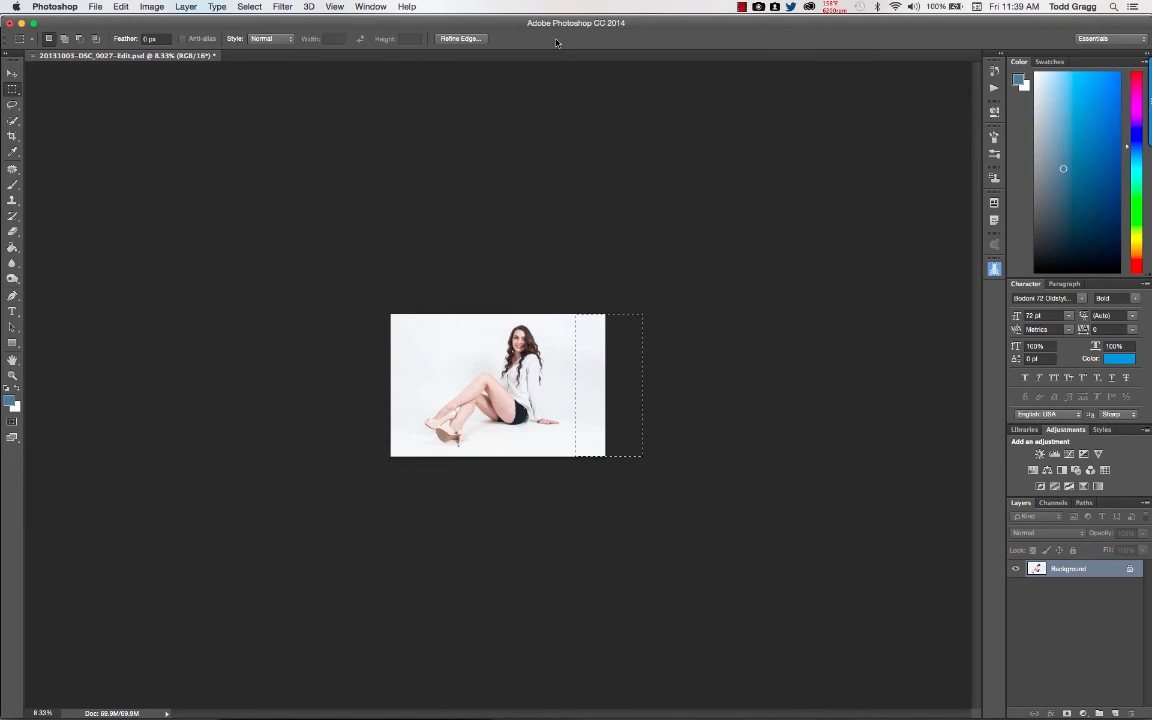 Photoshop File Edit Image Layer Type Select Filter 3D View Window Help 158°F 6200rpm 100% Fri 11:39 AM Todd Gragg
Adobe Photoshop CC 2014
Feather: 0 px Anti-alias Style: Normal Width: Height: Refine Edge... Essentials
20131003-DSC_9027-Edit.psd @ 8.33% (RGB/16*) *
Color Swatches
Character Paragraph
Bodoni 72 Oldstyl... Bold
72 pt (Auto)
Metrics 0
100% 100%
0 pt Color:
English: USA Sharp
Libraries Adjustments Styles
Add an adjustment
Layers Channels Paths
Kind
Normal Opacity: 100%
Lock: Fill: 100%
Background
8.33% Doc: 69.9M/69.9M